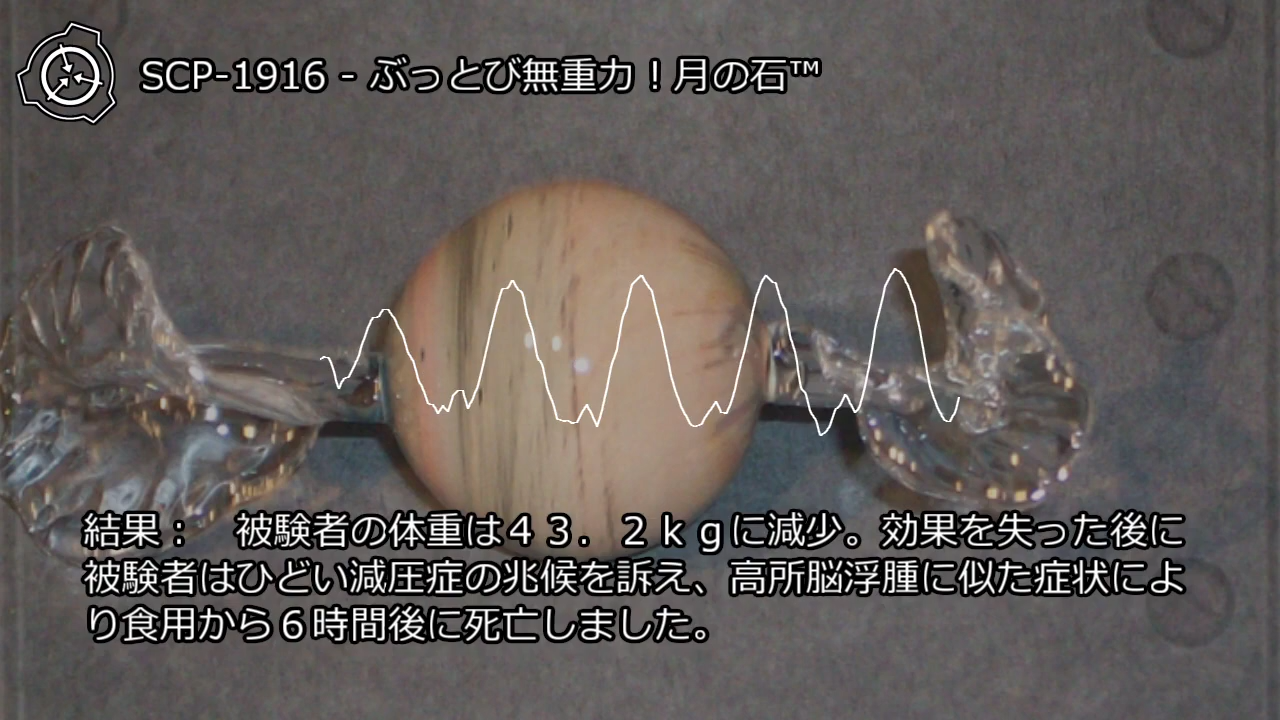 SCP-1916 - ぶっとび無重力！月の石™
結果：　被験者の体重は４３．２ｋｇに減少。効果を失った後に
被験者はひどい減圧症の兆候を訴え、高所脳浮腫に似た症状によ
り食用から６時間後に死亡しました。